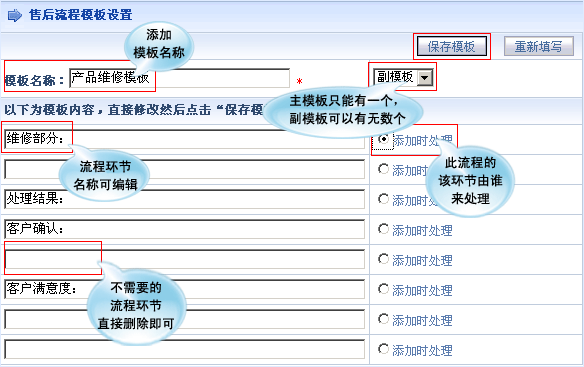 售后流程模板设置
添加
模板名称
保存模板
重新填写
模板名称：
产品维修模板
*
副模板
主模板只能有一个，
副模板可以有无数个
以下为模板内容，直接修改然后点击“保存模
维修部分：
添加时处理
流程环节
名称可编辑
添加时处理
此流程的
该环节由谁
来处理
处理结果：
添加时处理
客户确认：
添加时处理
添加时处理
不需要的
流程环节
直接删除即可
客户满意度：
添加时处理
添加时处理
添加时处理